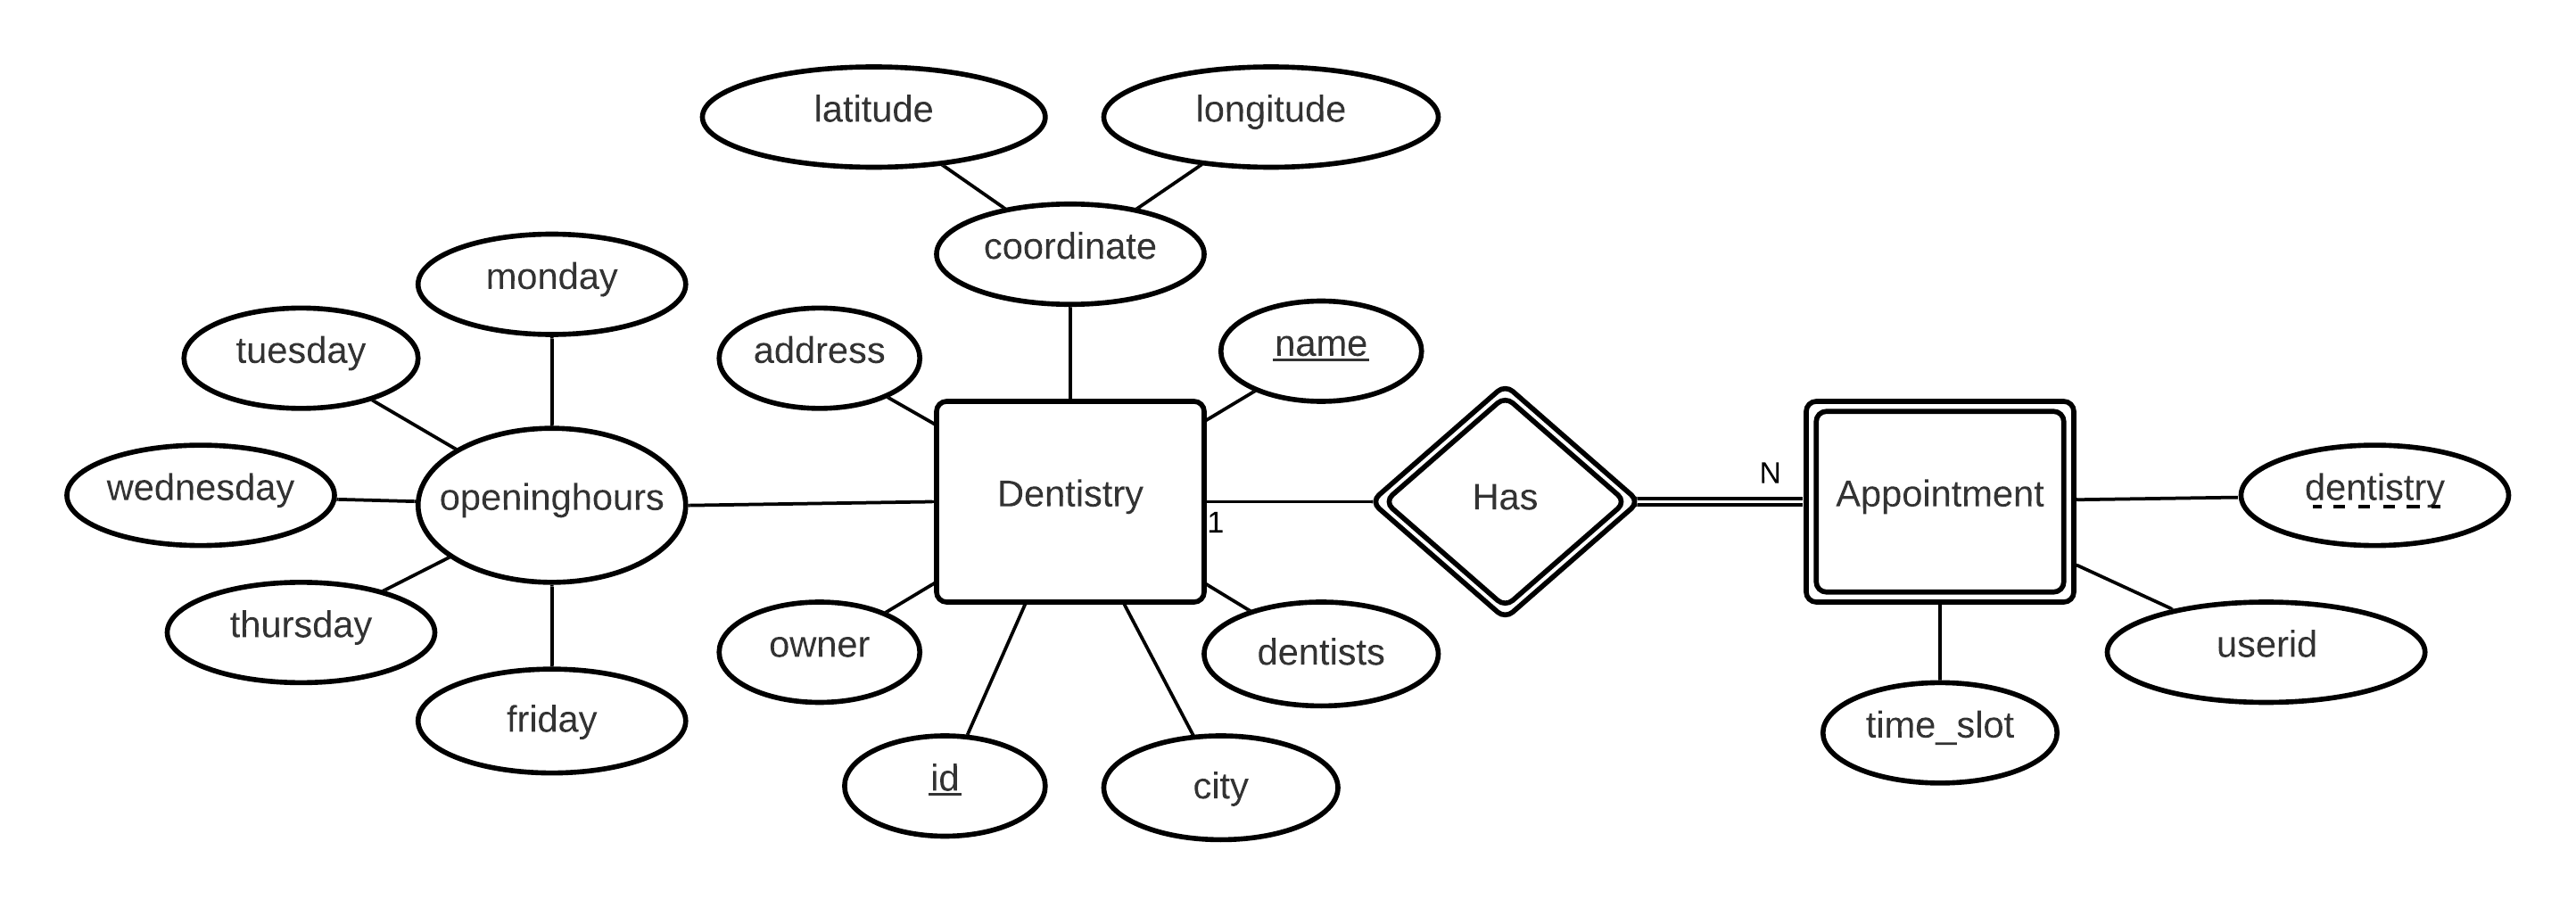 latitude
longitude
coordinate
monday
tuesday
address
name
wednesday
openinghours
Dentistry
1
Has
N
Appointment
dentistry
thursday
owner
dentists
userid
friday
id
city
time_slot